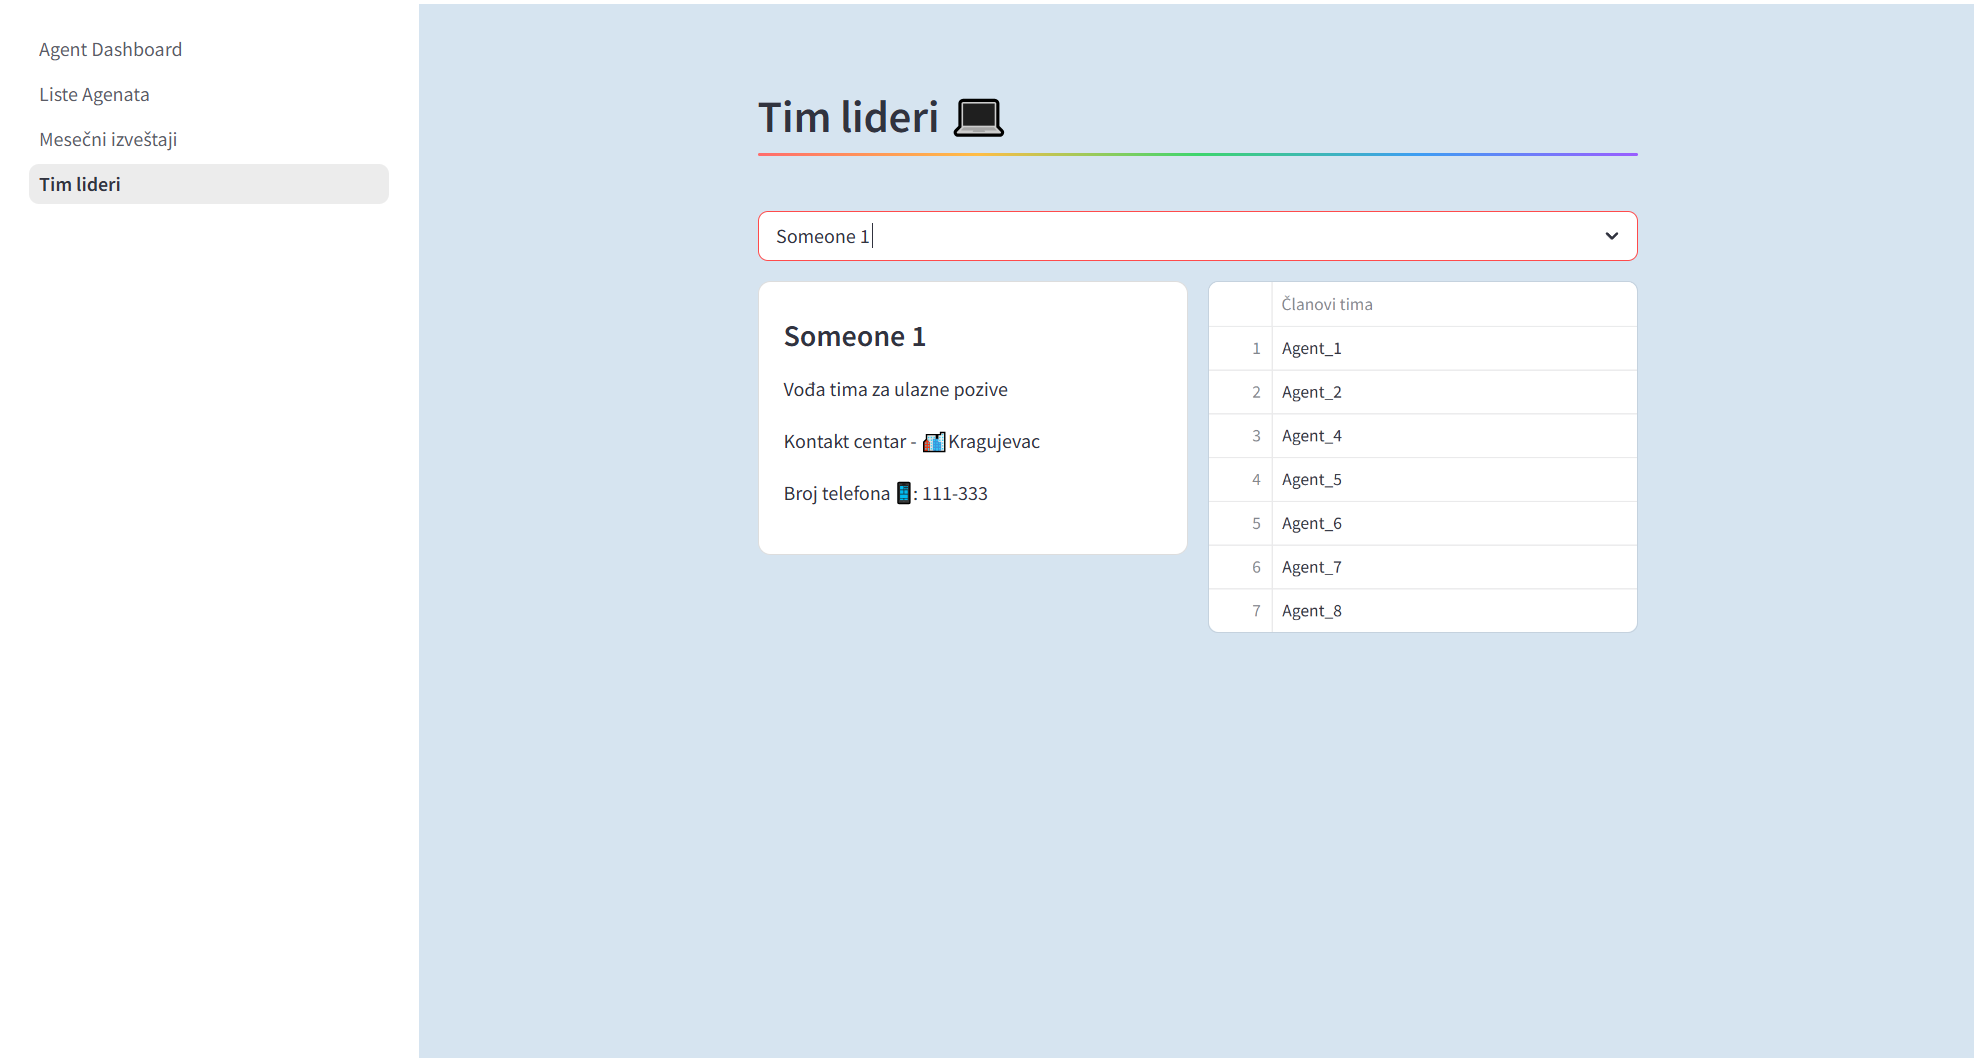 Agent Dashboard
Liste Agenata
Mesečni izveštaji
Tim lideri
Tim lideri 💻
Someone 1
Someone 1
Vođa tima za ulazne pozive
Kontakt centar - 🏙️Kragujevac
Broj telefona 📱: 111-333
Članovi tima
1 Agent_1
2 Agent_2
3 Agent_4
4 Agent_5
5 Agent_6
6 Agent_7
7 Agent_8